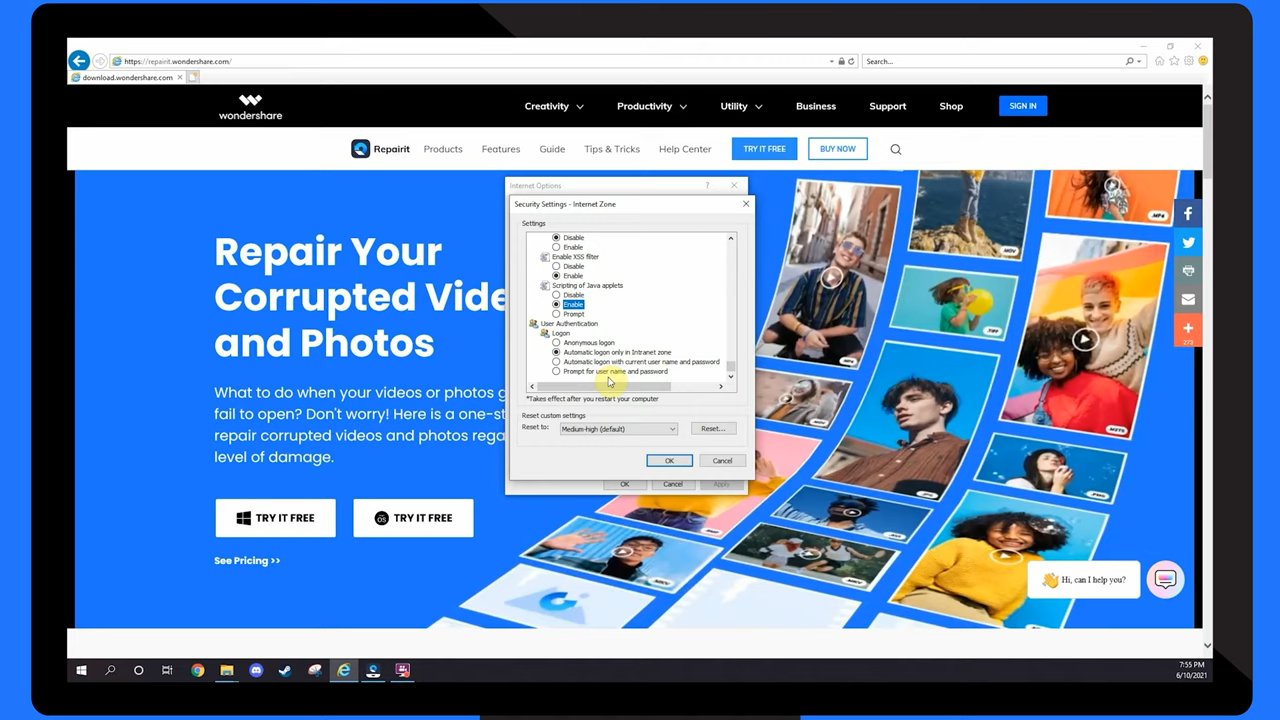 https://repairit.wondershare.com/
Search...
download.wondershare.com
wondershare
Creativity
Productivity
Utility
Business
Support
Shop
SIGN IN
Repairit
Products
Features
Guide
Tips & Tricks
Help Center
TRY IT FREE
BUY NOW
Internet Options
?
Security Settings - Internet Zone
Settings
Disable
Enable
Enable XSS filter
Disable
Enable
Scripting of Java applets
Disable
Enable
Prompt
User Authentication
Logon
Anonymous logon
Automatic logon only in Intranet zone
Automatic logon with current user name and password
Prompt for user name and password
*Takes effect after you restart your computer
Reset custom settings
Reset to:
Medium-high (default)
Reset...
OK
Cancel
OK
Cancel
Apply
Repair Your
Corrupted Vide
and Photos
What to do when your videos or photos g
fail to open? Don't worry! Here is a one-st
repair corrupted videos and photos rega
level of damage.
TRY IT FREE
TRY IT FREE
See Pricing >>
273
Hi, can I help you?
7:55 PM
6/10/2021